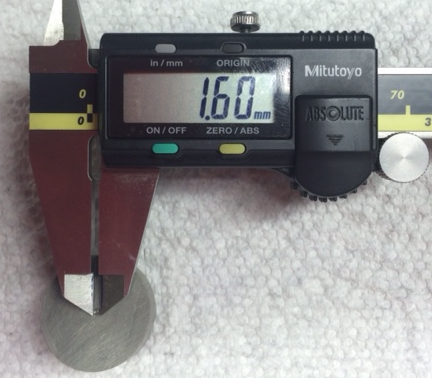 in / mm ORIGIN
Mitutoyo
1.60 mm
ABSOLUTE
ON / OFF ZERO / ABS
0
0
70
3